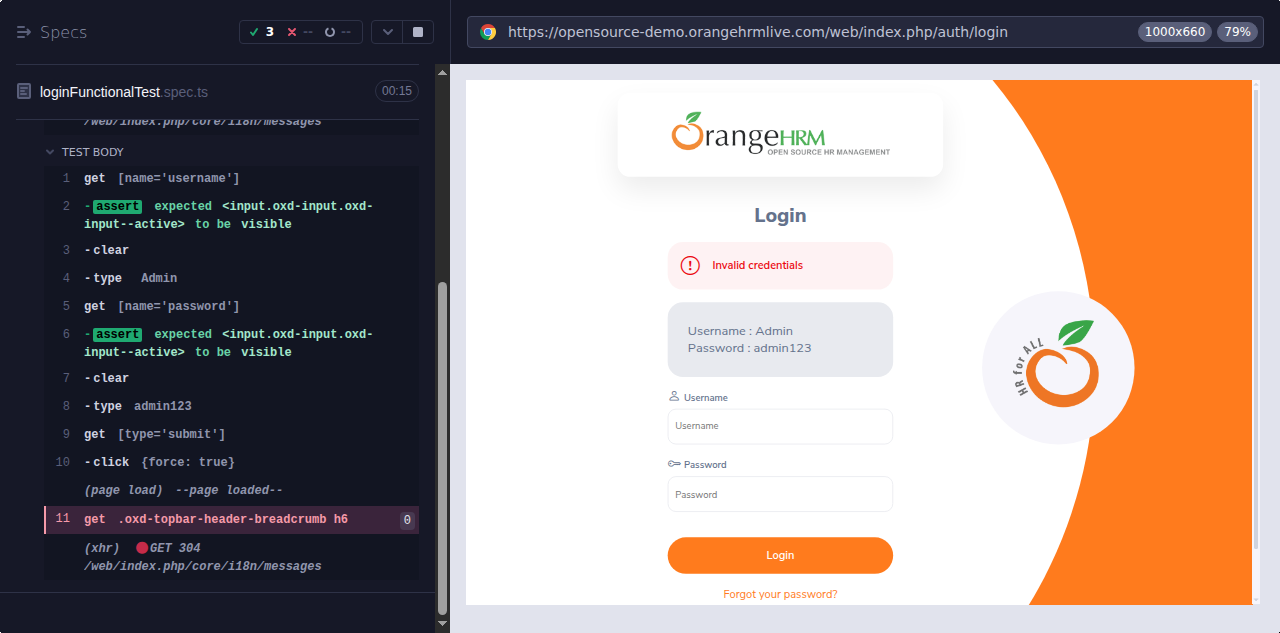 Specs
3
--
--
https://opensource-demo.orangehrmlive.com/web/index.php/auth/login
1000x660
79%
loginFunctionalTest.spec.ts
00:15
/web/index.php/core/i18n/messages
TEST BODY
1 get [name='username']
2 -assert expected <input.oxd-input.oxd-
input--active> to be visible
3 -clear
4 -type Admin
5 get [name='password']
6 -assert expected <input.oxd-input.oxd-
input--active> to be visible
7 -clear
8 -type admin123
9 get [type='submit']
10 -click {force: true}
(page load) --page loaded--
11 get .oxd-topbar-header-breadcrumb h6 0
(xhr) GET 304
/web/index.php/core/i18n/messages
OrangeHRM
OPEN SOURCE HR MANAGEMENT
Login
! Invalid credentials
Username : Admin
Password : admin123
Username
Username
Password
Password
Login
Forgot your password?
HR for ALL